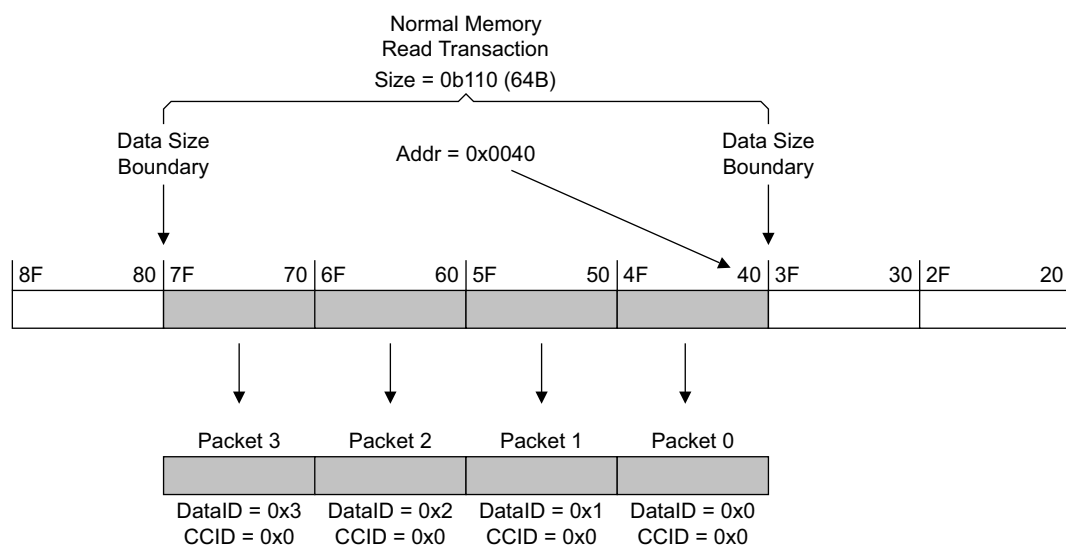 Normal Memory
Read Transaction
Size = 0b110 (64B)
Data Size
Boundary
Addr = 0x0040
Data Size
Boundary
8F 80 7F 70 6F 60 5F 50 4F 40 3F 30 2F 20
Packet 3 Packet 2 Packet 1 Packet 0
DataID = 0x3 DataID = 0x2 DataID = 0x1 DataID = 0x0
CCID = 0x0 CCID = 0x0 CCID = 0x0 CCID = 0x0